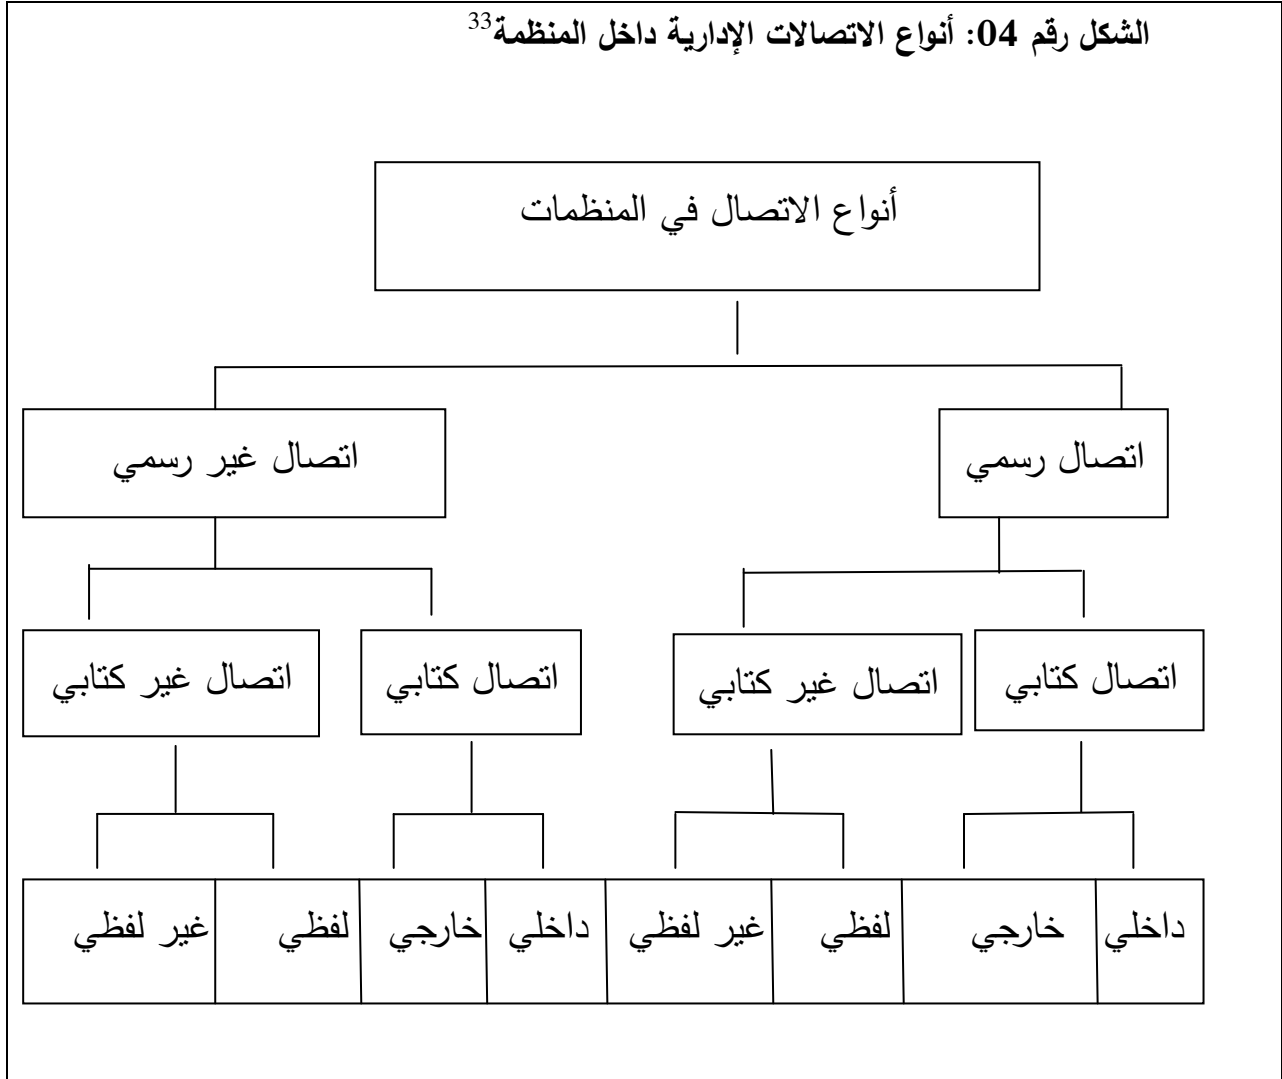 الشكل رقم 04: أنواع الاتصالات الإدارية داخل المنظمة33
أنواع الاتصال في المنظمات
اتصال رسمي
اتصال غير رسمي
اتصال كتابي
اتصال غير كتابي
اتصال كتابي
اتصال غير كتابي
داخلي
خارجي
لفظي
غير لفظي
داخلي
خارجي
لفظي
غير لفظي